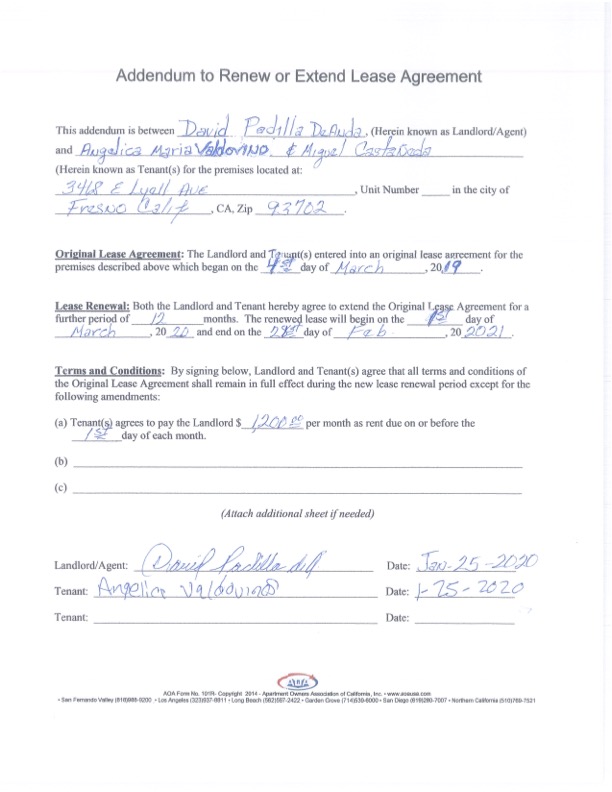 Addendum to Renew or Extend Lease Agreement
This addendum is between David Padilla DeAnda, (Herein known as Landlord/Agent)
and Angelica Maria Valdovino & Miguel Castañeda
(Herein known as Tenant(s) for the premises located at:
3468 E Lyell Ave, Unit Number ____ in the city of
Fresno Calif, CA, Zip 93702.
Original Lease Agreement: The Landlord and Tenant(s) entered into an original lease agreement for the
premises described above which began on the 1st day of March, 2019.
Lease Renewal: Both the Landlord and Tenant hereby agree to extend the Original Lease Agreement for a
further period of 12 months. The renewed lease will begin on the 1st day of
March, 20 20 and end on the 28st day of Feb., 20 2021.
Terms and Conditions: By signing below, Landlord and Tenant(s) agree that all terms and conditions of
the Original Lease Agreement shall remain in full effect during the new lease renewal period except for the
following amendments:
(a) Tenant(s) agrees to pay the Landlord $ 1,200 00 per month as rent due on or before the
1st day of each month.
(b)
(c)
(Attach additional sheet if needed)
Landlord/Agent: David Padilla Date: Jan-25-2020
Tenant: Angelica Valdovino Date: 1-25-2020
Tenant: Date:
AOA Form No. 101R- Copyright 2014 - Apartment Owners Association of California, Inc. • www.aoausa.com
• San Fernando Valley (818)988-9200 • Los Angeles (323)937-8811 • Long Beach (562)597-2422 • Garden Grove (714)539-6000 • San Diego (619)280-7007 • Northern California (510)769-7521